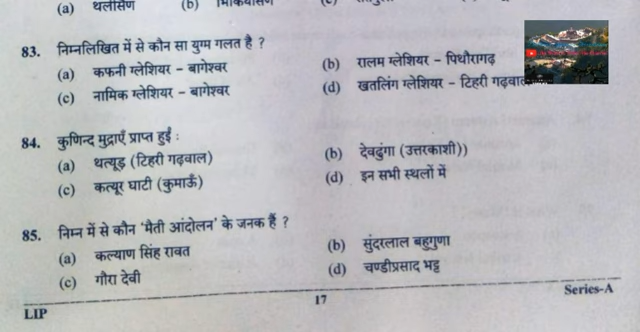 (a) थलीसैंण (b) भिकियासैंण (c)
83. निम्नलिखित में से कौन सा युग्म गलत है ?
(a) कफनी ग्लेशियर – बागेश्वर (b) रालम ग्लेशियर – पिथौरागढ़
(c) नामिक ग्लेशियर – बागेश्वर (d) खतलिंग ग्लेशियर – टिहरी गढ़वाल
84. कुणिन्द मुद्राएँ प्राप्त हुईं :
(a) थत्यूड़ (टिहरी गढ़वाल) (b) देवढुंगा (उत्तरकाशी))
(c) कत्यूर घाटी (कुमाऊँ) (d) इन सभी स्थलों में
85. निम्न में से कौन 'मैती आंदोलन' के जनक हैं ?
(a) कल्याण सिंह रावत (b) सुंदरलाल बहुगुणा
(c) गौरा देवी (d) चण्डीप्रसाद भट्ट
LIP 17 Series-A